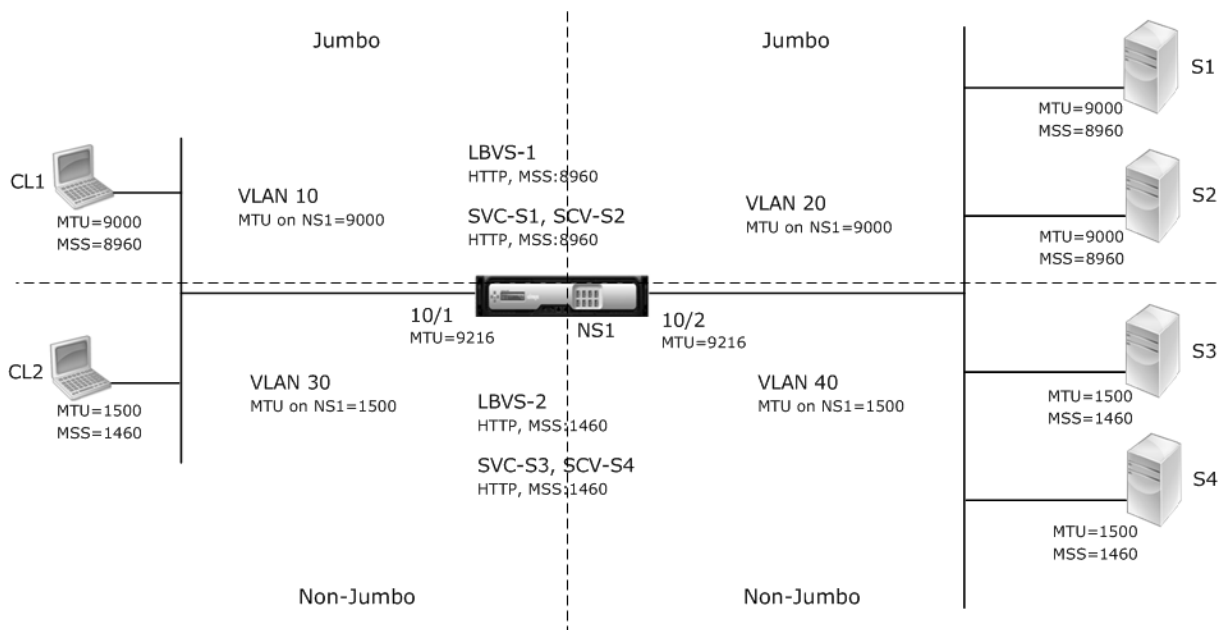 Jumbo
Jumbo
S1
MTU=9000
MSS=8960
CL1
MTU=9000
MSS=8960
VLAN 10
MTU on NS1=9000
LBVS-1
HTTP, MSS:8960
SVC-S1, SCV-S2
HTTP, MSS:8960
VLAN 20
MTU on NS1=9000
S2
MTU=9000
MSS=8960
10/1
MTU=9216
NS1
10/2
MTU=9216
CL2
MTU=1500
MSS=1460
VLAN 30
MTU on NS1=1500
LBVS-2
HTTP, MSS:1460
SVC-S3, SCV-S4
HTTP, MSS:1460
VLAN 40
MTU on NS1=1500
S3
MTU=1500
MSS=1460
S4
MTU=1500
MSS=1460
Non-Jumbo
Non-Jumbo